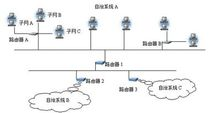 自治系统 A
子网 B
子网 A
子网 C
路由器 A
路由器 B
路由器 1
路由器 2
路由器 3
自治系统 B
自治系统 C